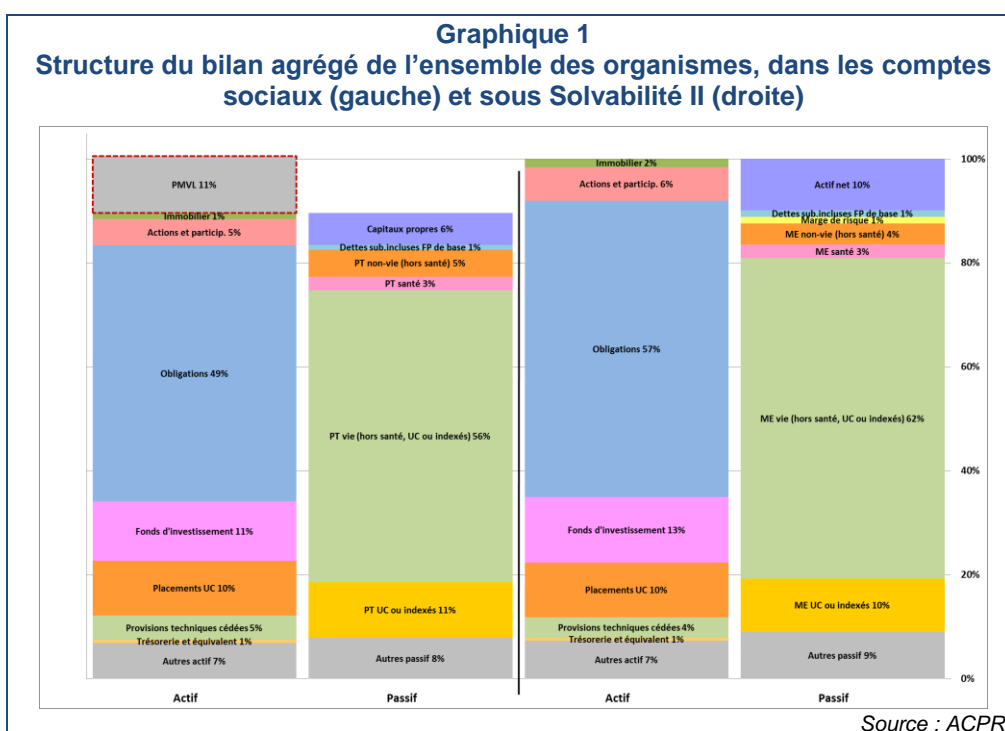 Graphique 1
Structure du bilan agrégé de l'ensemble des organismes, dans les comptes
sociaux (gauche) et sous Solvabilité II (droite)
PMVL 11%
Immobilier 1%
Actions et particip. 5%
Obligations 49%
Fonds d'investissement 11%
Placements UC 10%
Provisions techniques cédées 5%
Trésorerie et équivalent 1%
Autres actif 7%
Actif
Capitaux propres 6%
Dettes sub.incluses FP de base 1%
PT non-vie (hors santé) 5%
PT santé 3%
PT vie (hors santé, UC ou indexés) 56%
PT UC ou indexés 11%
Autres passif 8%
Passif
Immobilier 2%
Actions et particip. 6%
Obligations 57%
Fonds d'investissement 13%
Placements UC 10%
Provisions techniques cédées 4%
Trésorerie et équivalent 1%
Autres actif 7%
Actif
Actif net 10%
Dettes sub.incluses FP de base 1%
Marge de risque 1%
ME non-vie (hors santé) 4%
ME santé 3%
ME vie (hors santé, UC ou indexés) 62%
ME UC ou indexés 10%
Autres passif 9%
Passif
100%
80%
60%
40%
20%
0%
Source : ACPR